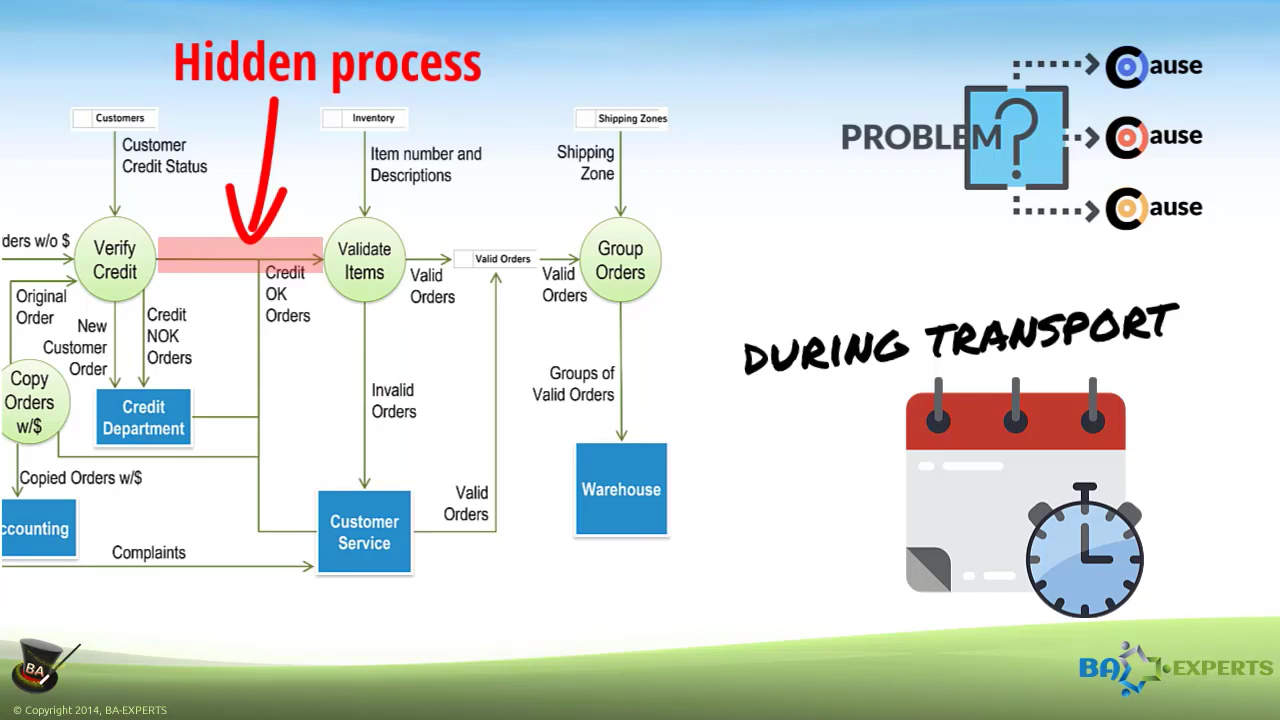 Hidden process
Customers
Inventory
Shipping Zones
Customer
Credit Status
Item number and
Descriptions
Shipping
Zone
ders w/o $
Verify
Credit
Validate
Items
Valid Orders
Group
Orders
Original
Order
New
Customer
Order
Credit
NOK
Orders
Credit
OK
Orders
Valid
Orders
Valid
Orders
Copy
Orders
w/$
Credit
Department
Invalid
Orders
Groups of
Valid Orders
Copied Orders w/$
ccounting
Complaints
Customer
Service
Valid
Orders
Warehouse
PROBLEM
?
Cause
Cause
Cause
DURING TRANSPORT
BA
© Copyright 2014, BA-EXPERTS
BA EXPERTS